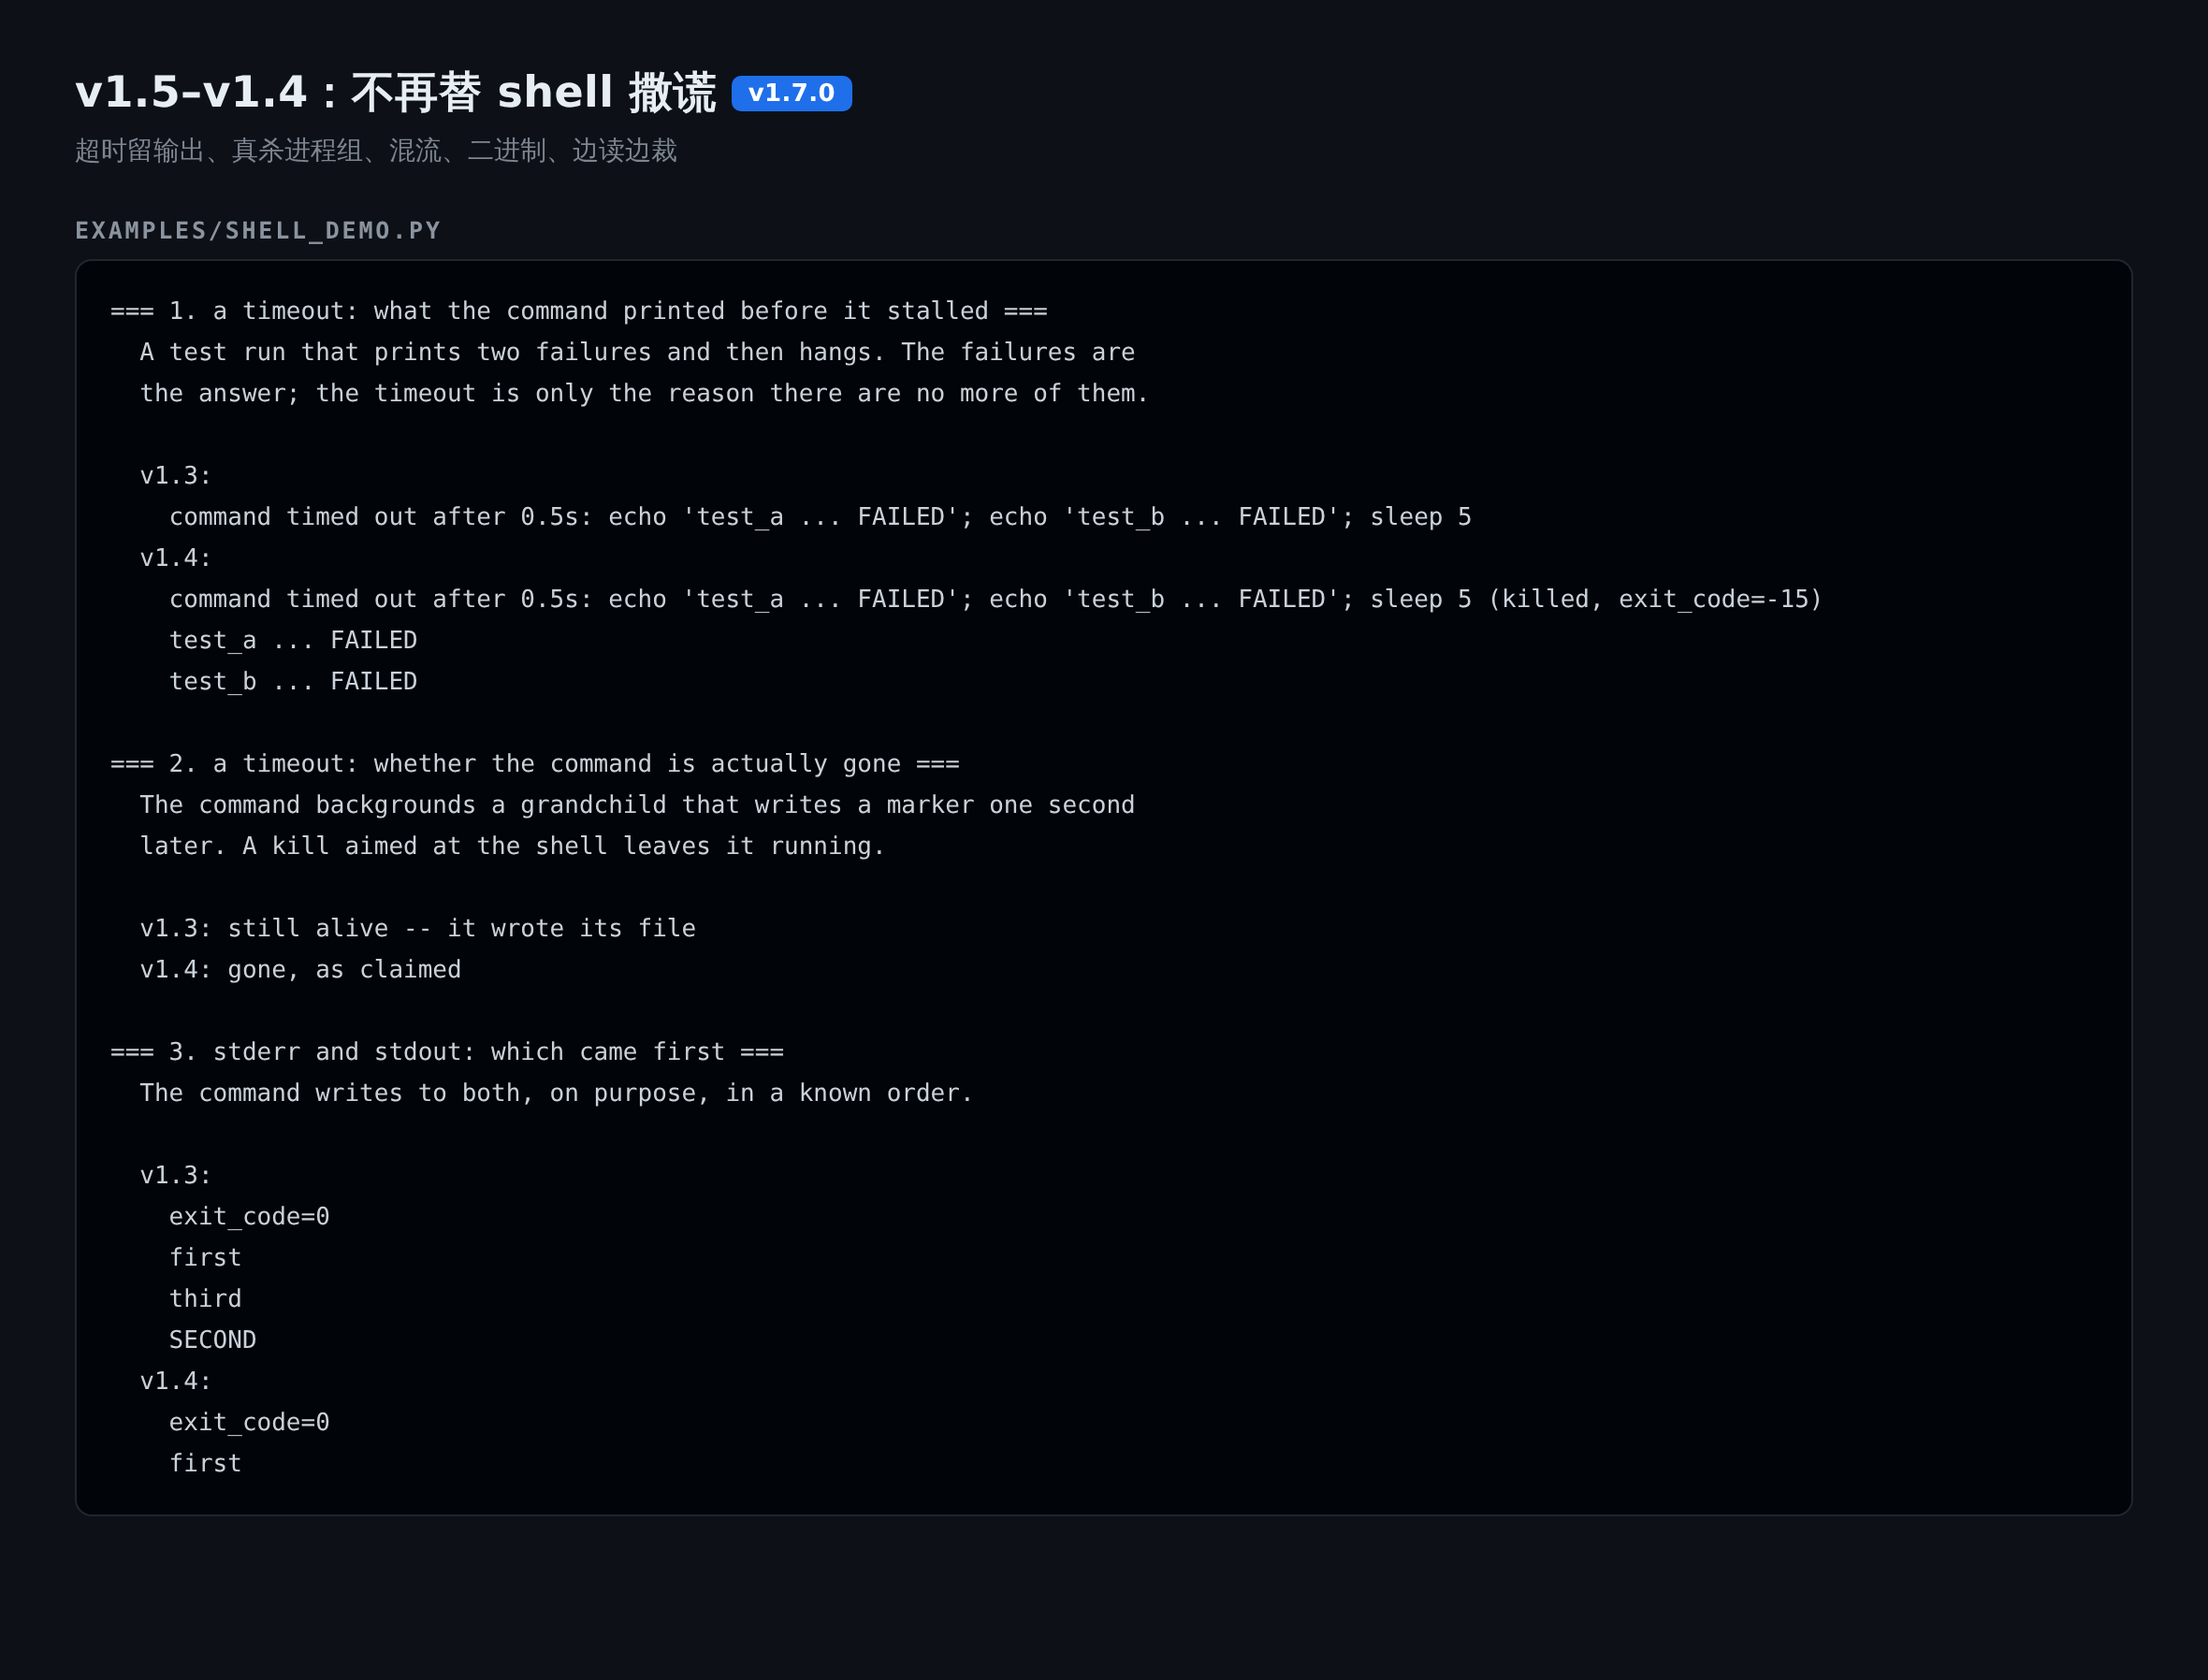 v1.5–v1.4：不再替 shell 撒谎 v1.7.0
超时留输出、真杀进程组、混流、二进制、边读边裁
EXAMPLES/SHELL_DEMO.PY
=== 1. a timeout: what the command printed before it stalled ===
A test run that prints two failures and then hangs. The failures are
the answer; the timeout is only the reason there are no more of them.
v1.3:
command timed out after 0.5s: echo 'test_a ... FAILED'; echo 'test_b ... FAILED'; sleep 5
v1.4:
command timed out after 0.5s: echo 'test_a ... FAILED'; echo 'test_b ... FAILED'; sleep 5 (killed, exit_code=-15)
test_a ... FAILED
test_b ... FAILED
=== 2. a timeout: whether the command is actually gone ===
The command backgrounds a grandchild that writes a marker one second
later. A kill aimed at the shell leaves it running.
v1.3: still alive -- it wrote its file
v1.4: gone, as claimed
=== 3. stderr and stdout: which came first ===
The command writes to both, on purpose, in a known order.
v1.3:
exit_code=0
first
third
SECOND
v1.4:
exit_code=0
first